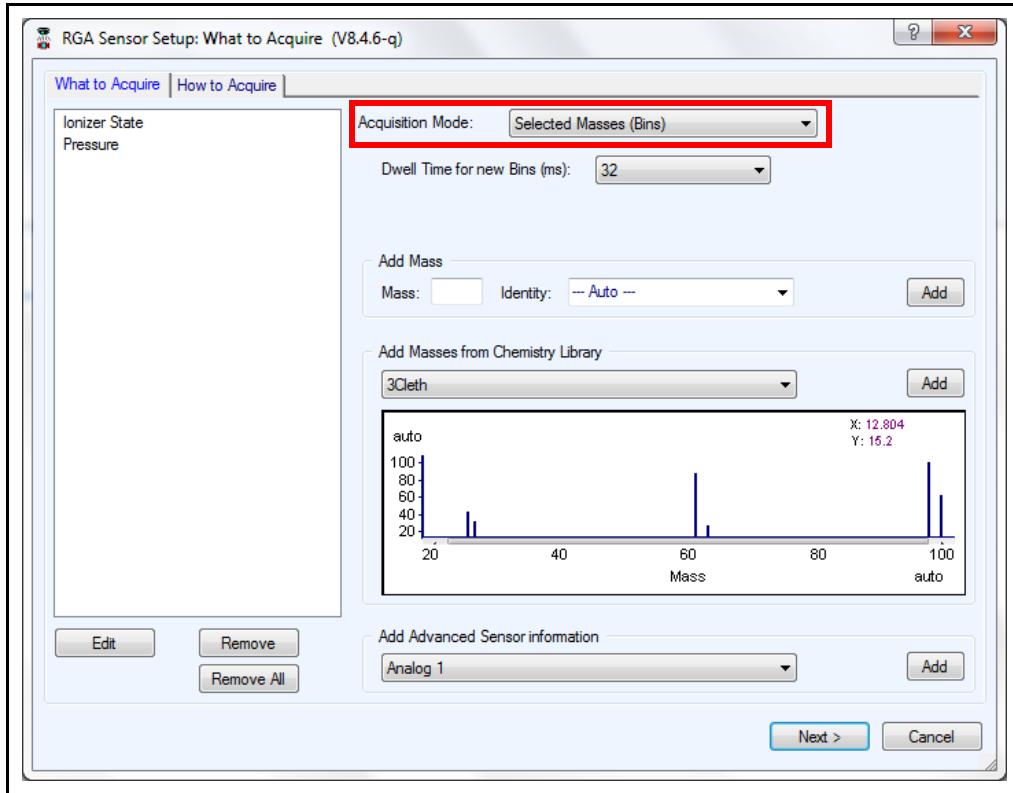 RGA Sensor Setup: What to Acquire (V8.4.6-q)
What to Acquire
How to Acquire
Ionizer State
Pressure
Acquisition Mode: Selected Masses (Bins)
Dwell Time for new Bins (ms): 32
Add Mass
Mass: Identity: --- Auto --- Add
Add Masses from Chemistry Library
3Cleth Add
X: 12.804
Y: 15.2
auto
100
80
60
40
20
20 40 60 80 100
Mass auto
Edit Remove
Remove All
Add Advanced Sensor information
Analog 1 Add
Next > Cancel